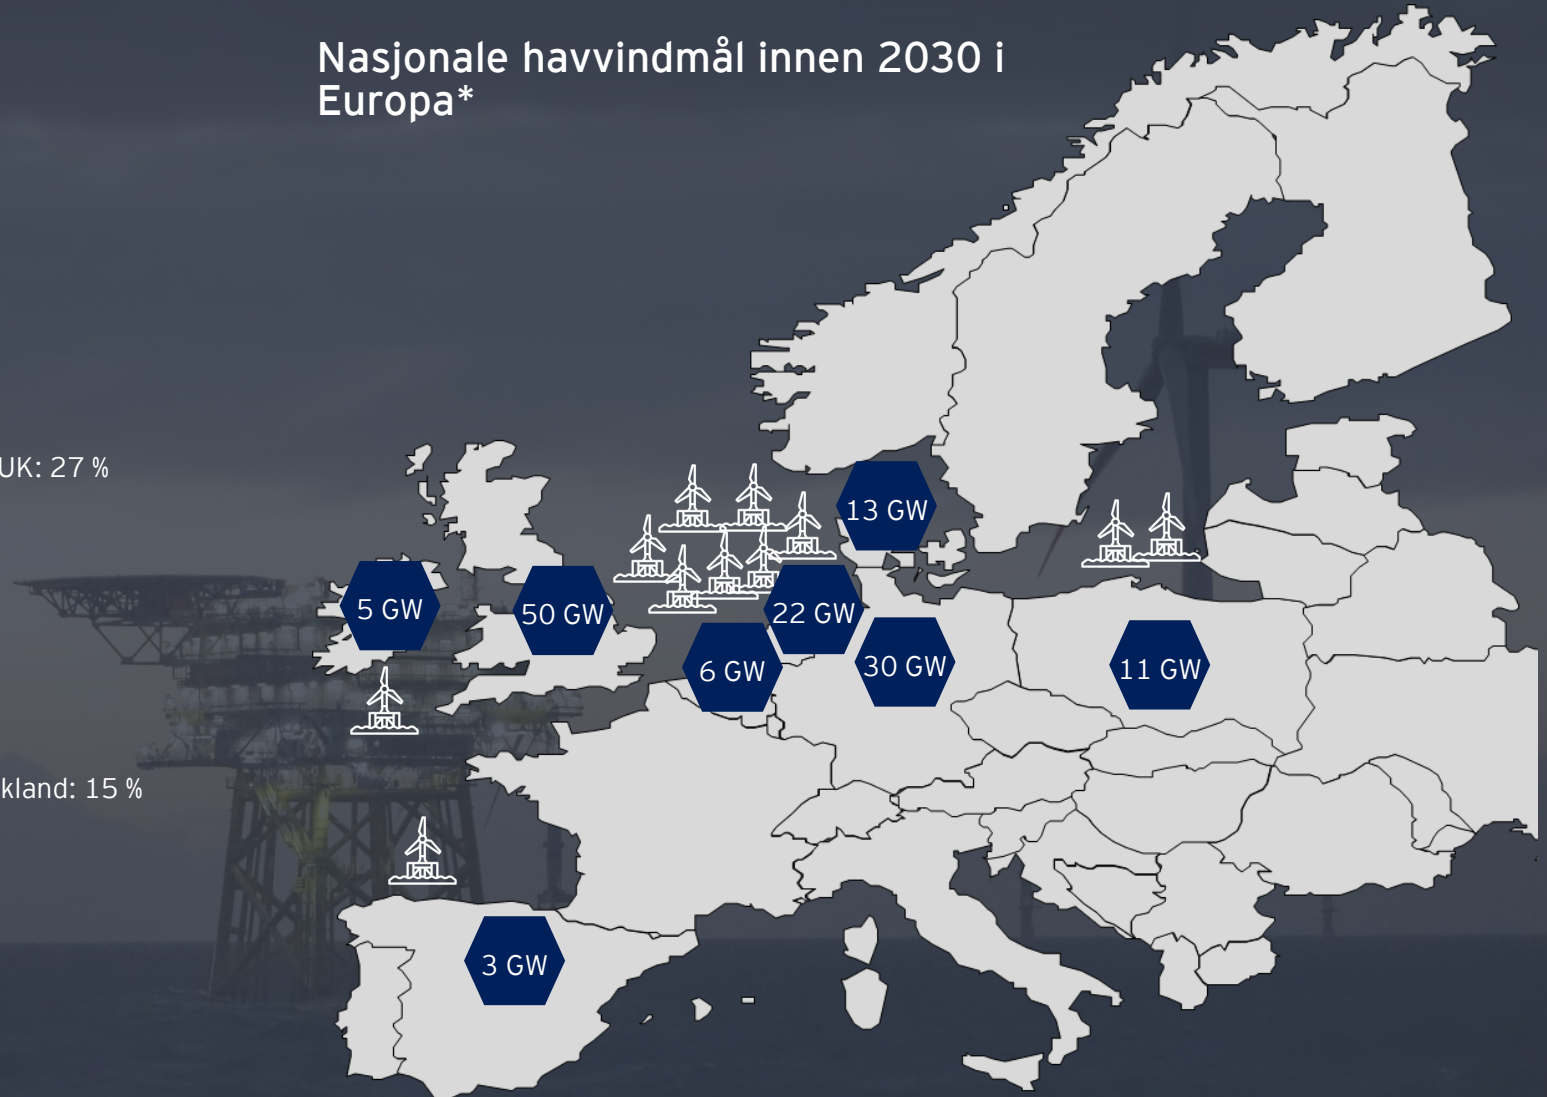 Nasjonale havvindmål innen 2030 i
Europa*
UK: 27 %
13 GW
5 GW
50 GW
22 GW
6 GW
30 GW
11 GW
kland: 15 %
3 GW